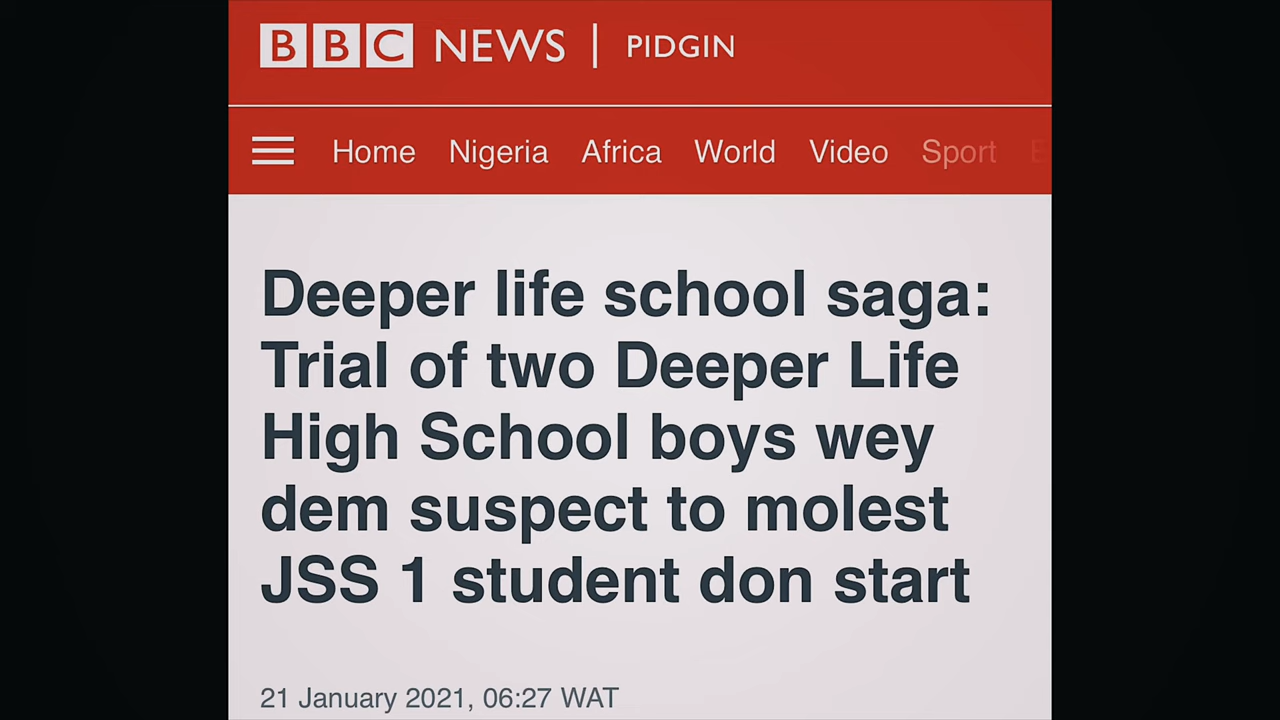 BBC NEWS | PIDGIN
Home Nigeria Africa World Video Sport
Deeper life school saga:
Trial of two Deeper Life
High School boys wey
dem suspect to molest
JSS 1 student don start
21 January 2021, 06:27 WAT